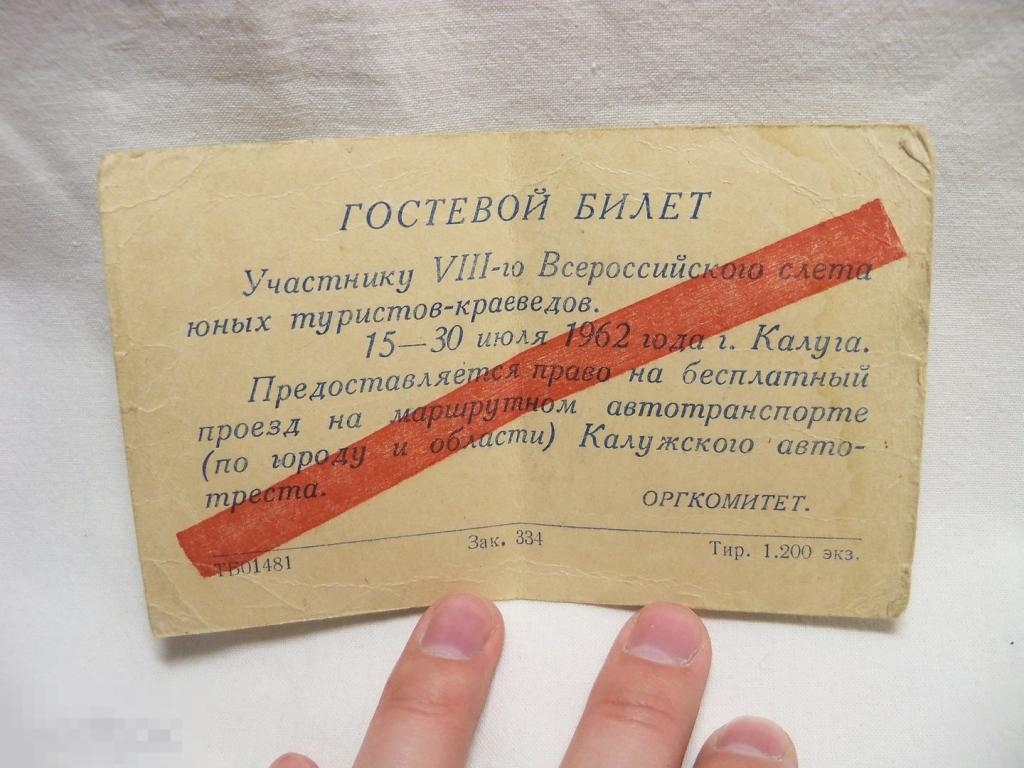 ГОСТЕВОЙ БИЛЕТ
Участнику VIII-го Всероссийского слета
юных туристов-краеведов.
15—30 июля 1962 года г. Калуга.
Предоставляется право на бесплатный
проезд на маршрутном автотранспорте
(по городу и области) Калужского авто-
треста.
ОРГКОМИТЕТ.
ТБ01481 Зак. 334 Тир. 1.200 экз.